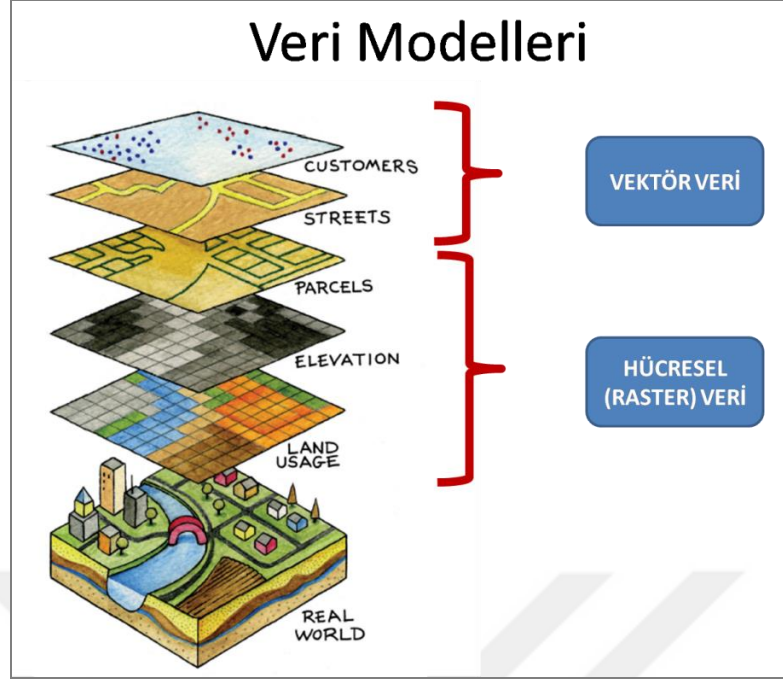 Veri Modelleri
CUSTOMERS
STREETS
PARCELS
ELEVATION
LAND
USAGE
REAL
WORLD
VEKTÖR VERİ
HÜCRESEL
(RASTER) VERİ